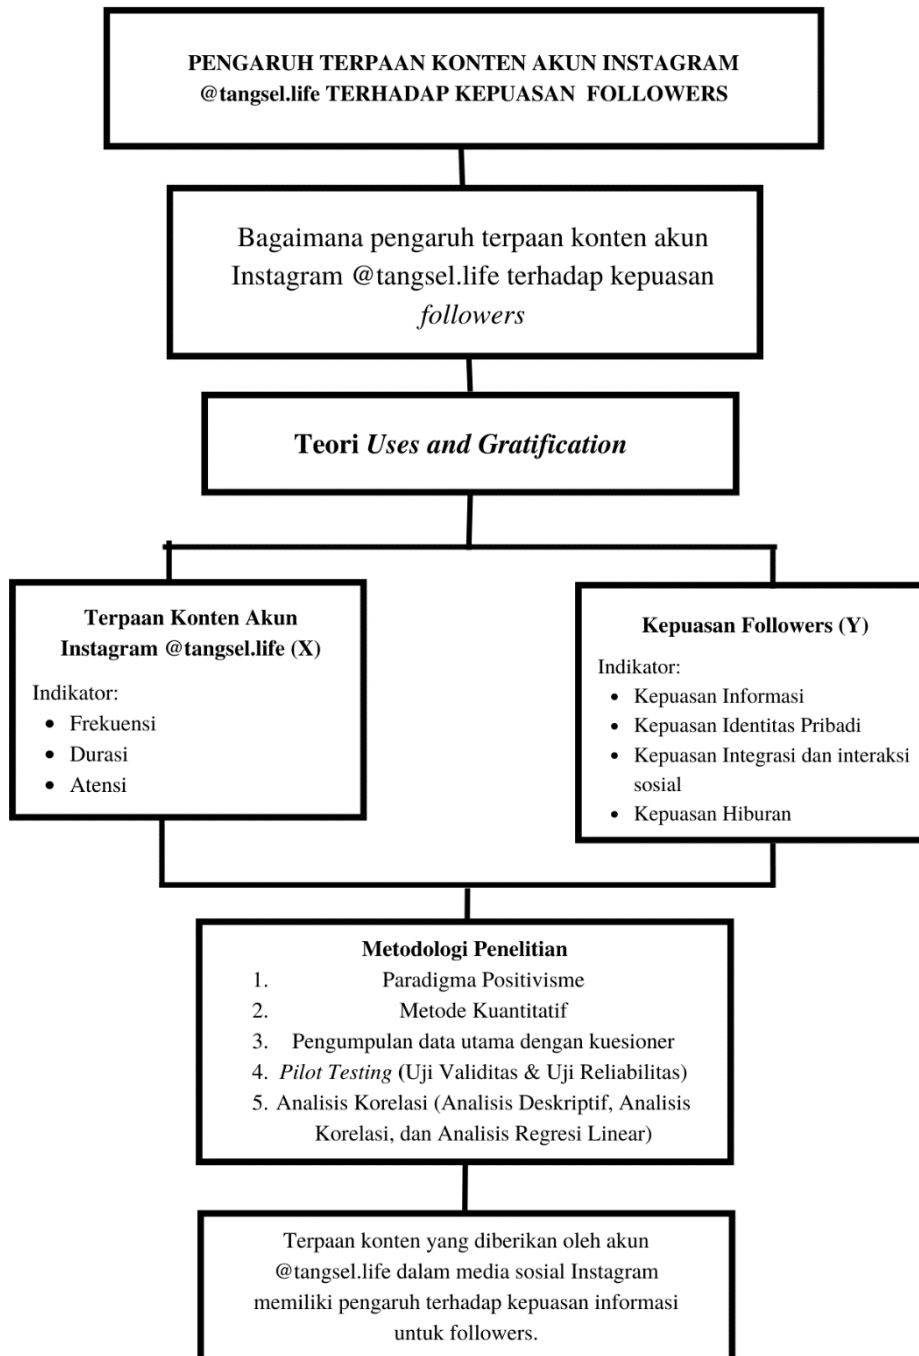 PENGARUH TERPAAN KONTEN AKUN INSTAGRAM
@tangsel.life TERHADAP KEPUASAN FOLLOWERS
Bagaimana pengaruh terpaan konten akun
Instagram @tangsel.life terhadap kepuasan
followers
Teori Uses and Gratification
Terpaan Konten Akun
Instagram @tangsel.life (X)
Indikator:
• Frekuensi
• Durasi
• Atensi
Kepuasan Followers (Y)
Indikator:
• Kepuasan Informasi
• Kepuasan Identitas Pribadi
• Kepuasan Integrasi dan interaksi
sosial
• Kepuasan Hiburan
Metodologi Penelitian
1. Paradigma Positivisme
2. Metode Kuantitatif
3. Pengumpulan data utama dengan kuesioner
4. Pilot Testing (Uji Validitas & Uji Reliabilitas)
5. Analisis Korelasi (Analisis Deskriptif, Analisis
Korelasi, dan Analisis Regresi Linear)
Terpaan konten yang diberikan oleh akun
@tangsel.life dalam media sosial Instagram
memiliki pengaruh terhadap kepuasan informasi
untuk followers.